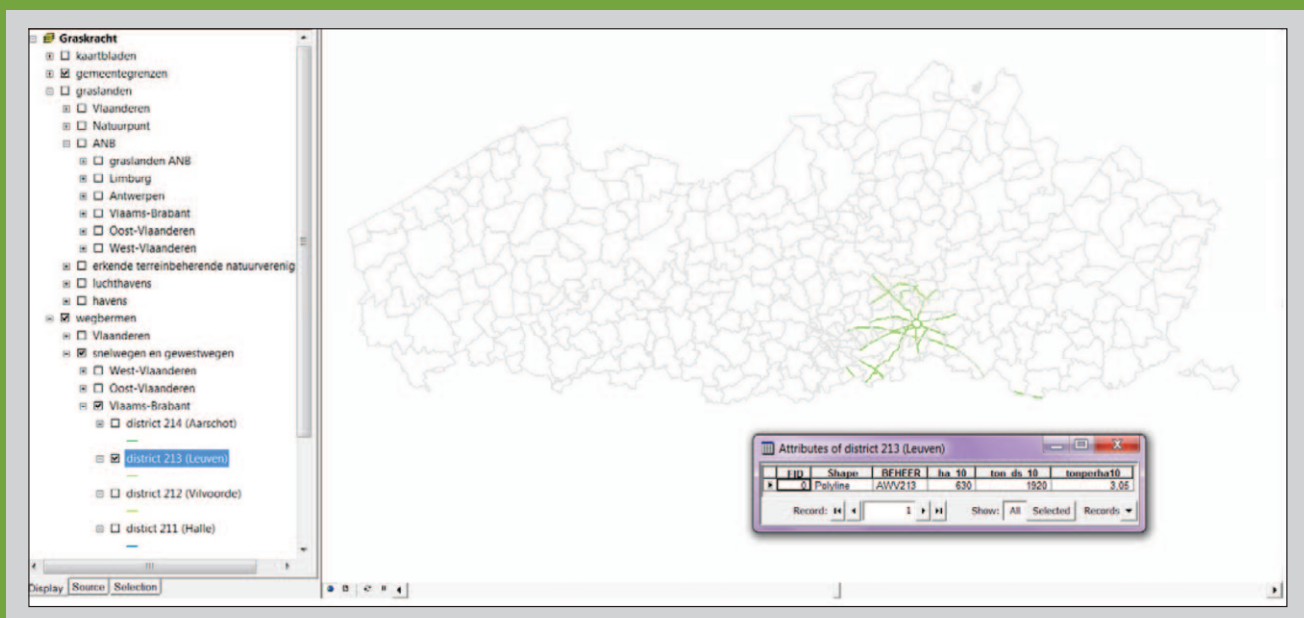 Graskracht
kaartbladen
gemeentegrenzen
graslanden
Vlaanderen
Natuurpunt
ANB
graslanden ANB
Limburg
Antwerpen
Vlaams-Brabant
Oost-Vlaanderen
West-Vlaanderen
erkende terreinbeherende natuurverenig
luchthavens
havens
wegbermen
Vlaanderen
snelwegen en gewestwegen
West-Vlaanderen
Oost-Vlaanderen
Vlaams-Brabant
district 214 (Aarschot)
district 213 (Leuven)
district 212 (Vilvoorde)
distict 211 (Halle)
Display Source Selection
Attributes of district 213 (Leuven)
FID Shape BEHEER ha_10 ton_ds_10 tonperha10
0 Polyline AWV213 630 1920 3,05
Record: 1 Show: All Selected Records